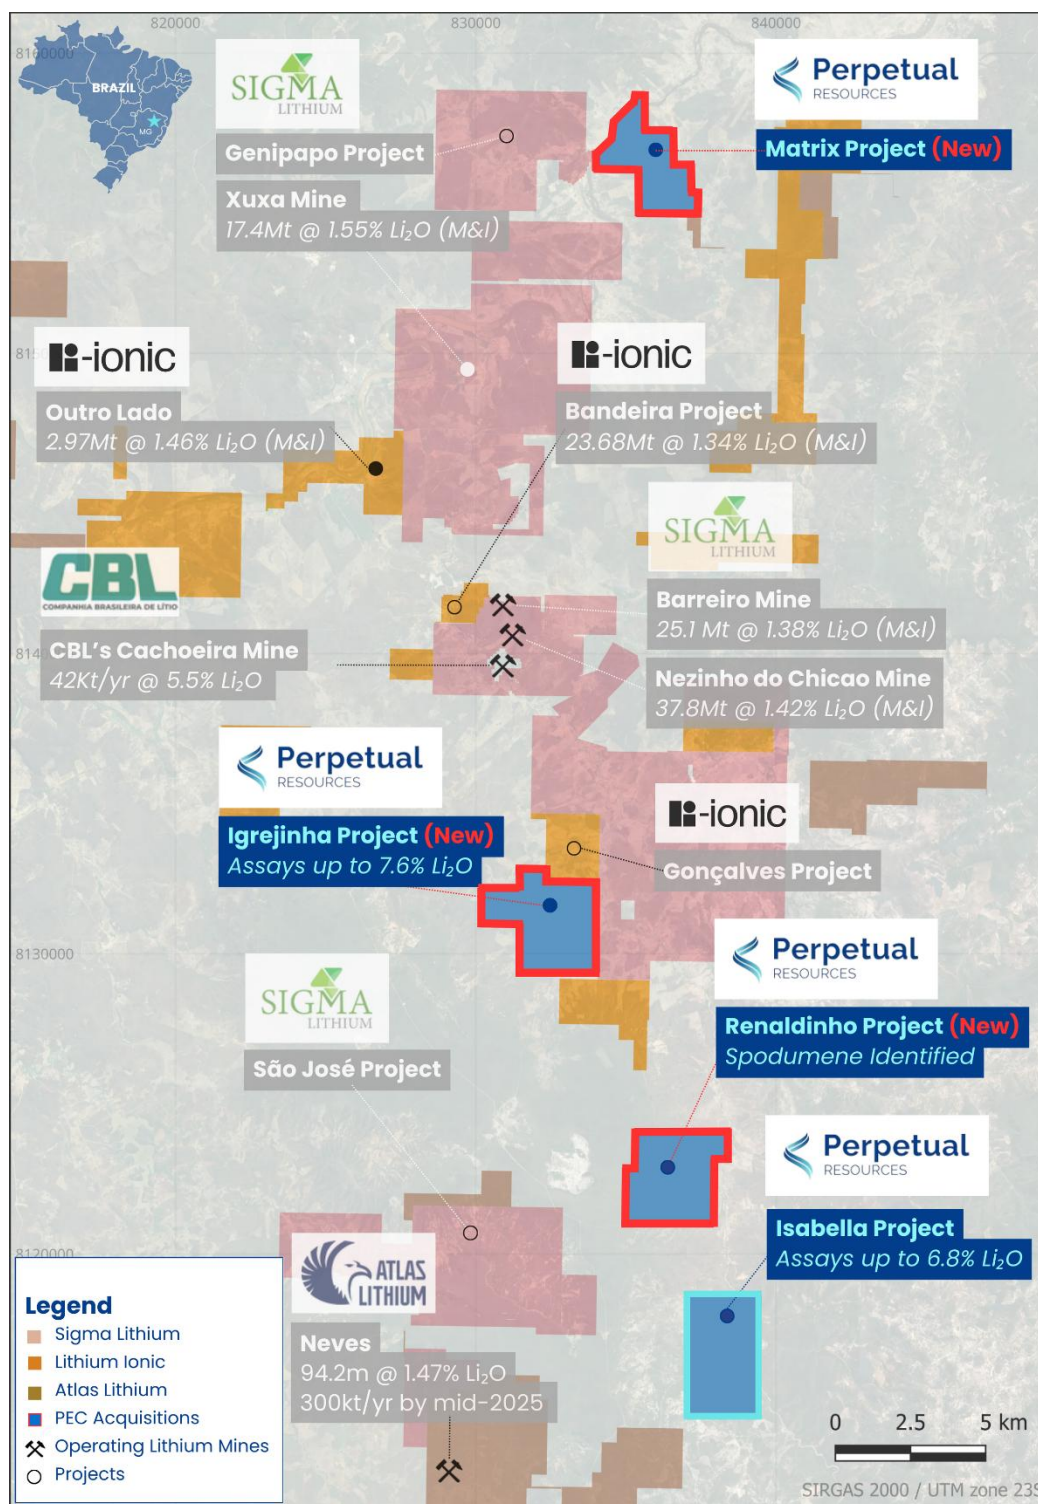 820000
830000
840000
8160000
BRAZIL
MG
SIGMA
LITHIUM
Genipapo Project
Perpetual
RESOURCES
Matrix Project (New)
Xuxa Mine
17.4Mt @ 1.55% Li₂O (M&I)
-ionic
Outro Lado
2.97Mt @ 1.46% Li₂O (M&I)
-ionic
Bandeira Project
23.68Mt @ 1.34% Li₂O (M&I)
SIGMA
LITHIUM
Barreiro Mine
25.1 Mt @ 1.38% Li₂O (M&I)
Nezinho do Chicao Mine
37.8Mt @ 1.42% Li₂O (M&I)
CBL
COMPANHIA BRASILEIRA DE LÍTIO
CBL's Cachoeira Mine
42Kt/yr @ 5.5% Li₂O
Perpetual
RESOURCES
Igrejinha Project (New)
Assays up to 7.6% Li₂O
-ionic
Gonçalves Project
8130000
Perpetual
RESOURCES
Renaldinho Project (New)
Spodumene Identified
SIGMA
LITHIUM
São José Project
Perpetual
RESOURCES
Isabella Project
Assays up to 6.8% Li₂O
8120000
ATLAS
LITHIUM
Neves
94.2m @ 1.47% Li₂O
300kt/yr by mid-2025
Legend
Sigma Lithium
Lithium Ionic
Atlas Lithium
PEC Acquisitions
Operating Lithium Mines
Projects
0 2.5 5 km
SIRGAS 2000 / UTM zone 23S